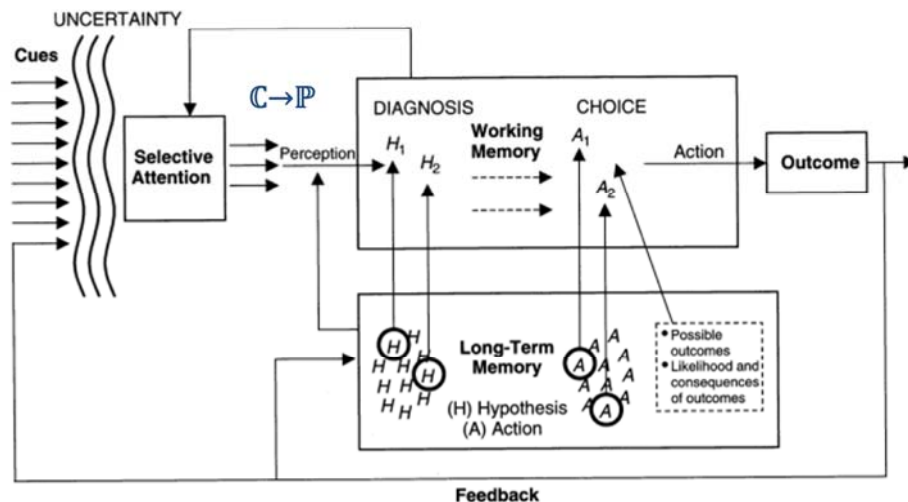 UNCERTAINTY
Cues
ℂ→ℙ
Selective
Attention
Perception
DIAGNOSIS
CHOICE
H1
H2
Working
Memory
A1
A2
Action
Outcome
H
H
H
H
H
H
H
H
H
H
H
H
Long-Term
Memory
(H) Hypothesis
(A) Action
A
A
A
A
A
A
A
A
A
A
A
• Possible
outcomes
• Likelihood and
consequences
of outcomes
Feedback